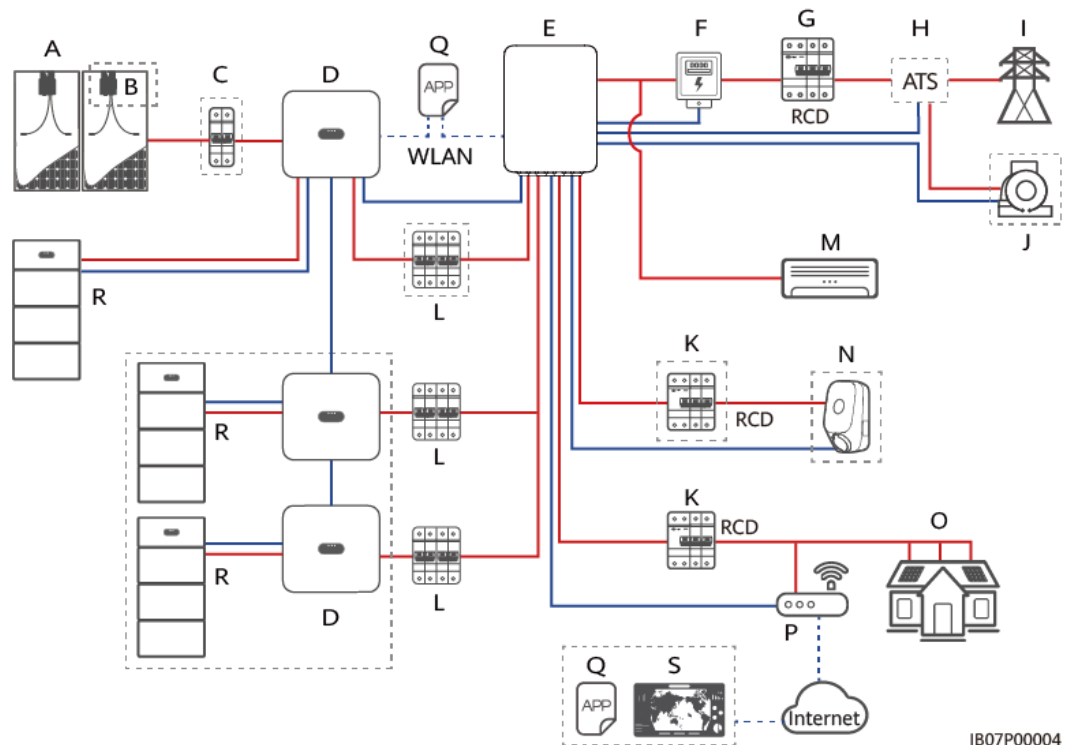 A
B
C
D
Q
APP
WLAN
E
F
G
RCD
H
ATS
I
J
R
L
M
K
RCD
N
R
L
R
D
L
K
RCD
O
P
Q
APP
S
Internet
IB07P00004